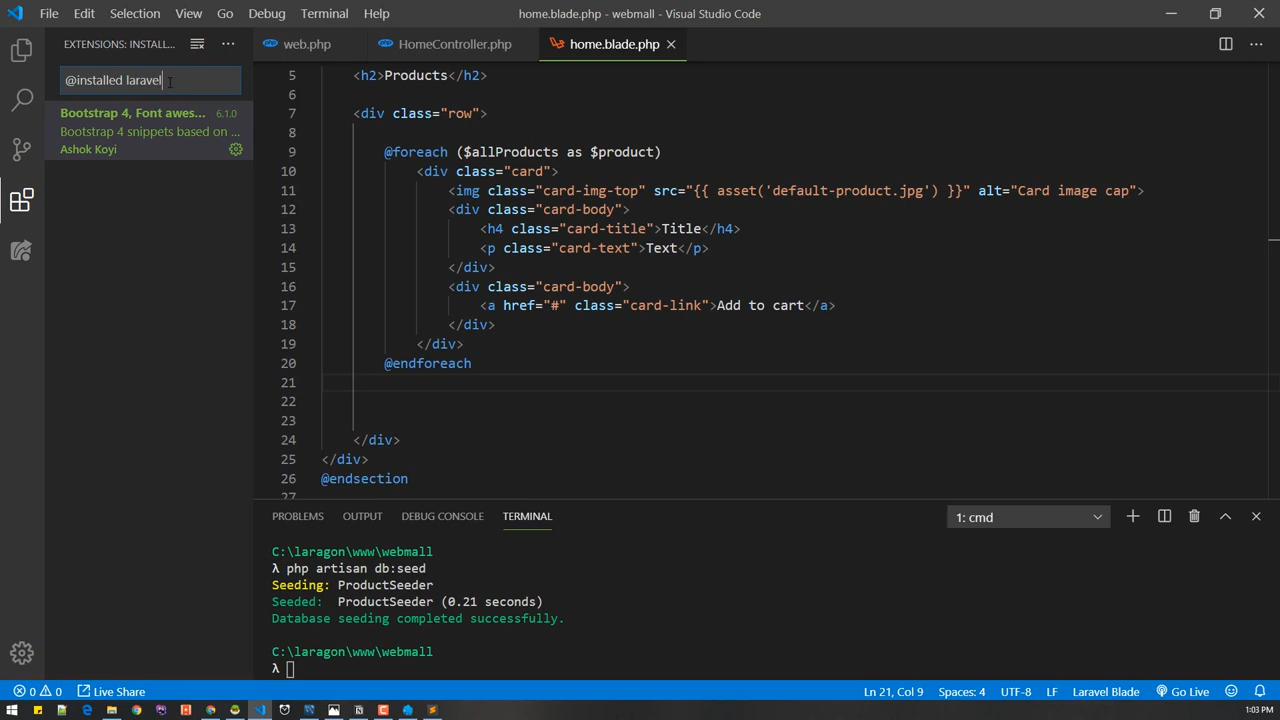 File Edit Selection View Go Debug Terminal Help home.blade.php - webmall - Visual Studio Code
EXTENSIONS: INSTALL...
web.php HomeController.php home.blade.php
@installed laravel
Bootstrap 4, Font awes... 6.1.0
Bootstrap 4 snippets based on ...
Ashok Koyi
5 <h2>Products</h2>
6
7 <div class="row">
8
9 @foreach ($allProducts as $product)
10 <div class="card">
11 <img class="card-img-top" src="{{ asset('default-product.jpg') }}" alt="Card image cap">
12 <div class="card-body">
13 <h4 class="card-title">Title</h4>
14 <p class="card-text">Text</p>
15 </div>
16 <div class="card-body">
17 <a href="#" class="card-link">Add to cart</a>
18 </div>
19 </div>
20 @endforeach
21
22
23
24 </div>
25 </div>
26 @endsection
27
PROBLEMS OUTPUT DEBUG CONSOLE TERMINAL 1: cmd
C:\laragon\www\webmall
λ php artisan db:seed
Seeding: ProductSeeder
Seeded: ProductSeeder (0.21 seconds)
Database seeding completed successfully.
C:\laragon\www\webmall
λ
0 0 Live Share Ln 21, Col 9 Spaces: 4 UTF-8 LF Laravel Blade Go Live
1:03 PM